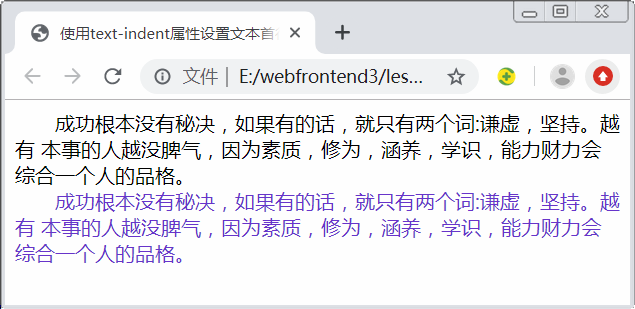 使用text-indent属性设置文本首
文件 | E:/webfrontend3/les...
成功根本没有秘决，如果有的话，就只有两个词:谦虚，坚持。越
有 本事的人越没脾气，因为素质，修为，涵养，学识，能力财力会
综合一个人的品格。
成功根本没有秘决，如果有的话，就只有两个词:谦虚，坚持。越
有 本事的人越没脾气，因为素质，修为，涵养，学识，能力财力会
综合一个人的品格。